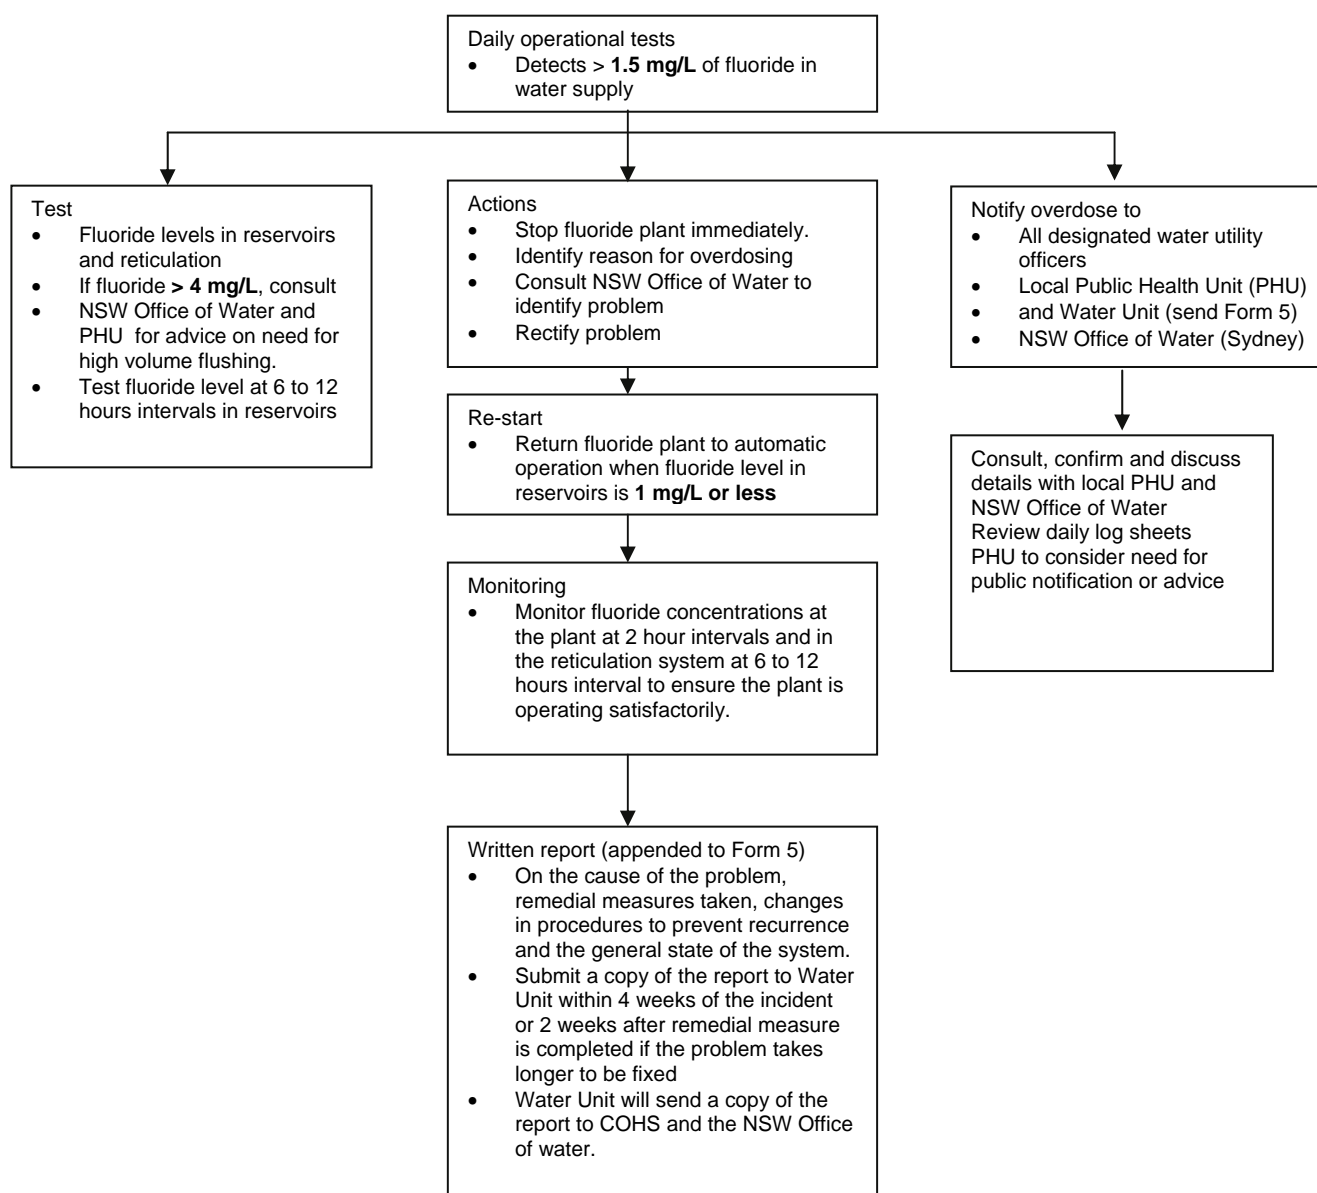 Daily operational tests
• Detects > 1.5 mg/L of fluoride in
water supply
Test
• Fluoride levels in reservoirs
and reticulation
• If fluoride > 4 mg/L, consult
• NSW Office of Water and
PHU for advice on need for
high volume flushing.
• Test fluoride level at 6 to 12
hours intervals in reservoirs
Actions
• Stop fluoride plant immediately.
• Identify reason for overdosing
• Consult NSW Office of Water to
identify problem
• Rectify problem
Notify overdose to
• All designated water utility
officers
• Local Public Health Unit (PHU)
• and Water Unit (send Form 5)
• NSW Office of Water (Sydney)
Re-start
• Return fluoride plant to automatic
operation when fluoride level in
reservoirs is 1 mg/L or less
Consult, confirm and discuss
details with local PHU and
NSW Office of Water
Review daily log sheets
PHU to consider need for
public notification or advice
Monitoring
• Monitor fluoride concentrations at
the plant at 2 hour intervals and in
the reticulation system at 6 to 12
hours interval to ensure the plant is
operating satisfactorily.
Written report (appended to Form 5)
• On the cause of the problem,
remedial measures taken, changes
in procedures to prevent recurrence
and the general state of the system.
• Submit a copy of the report to Water
Unit within 4 weeks of the incident
or 2 weeks after remedial measure
is completed if the problem takes
longer to be fixed
• Water Unit will send a copy of the
report to COHS and the NSW Office
of water.